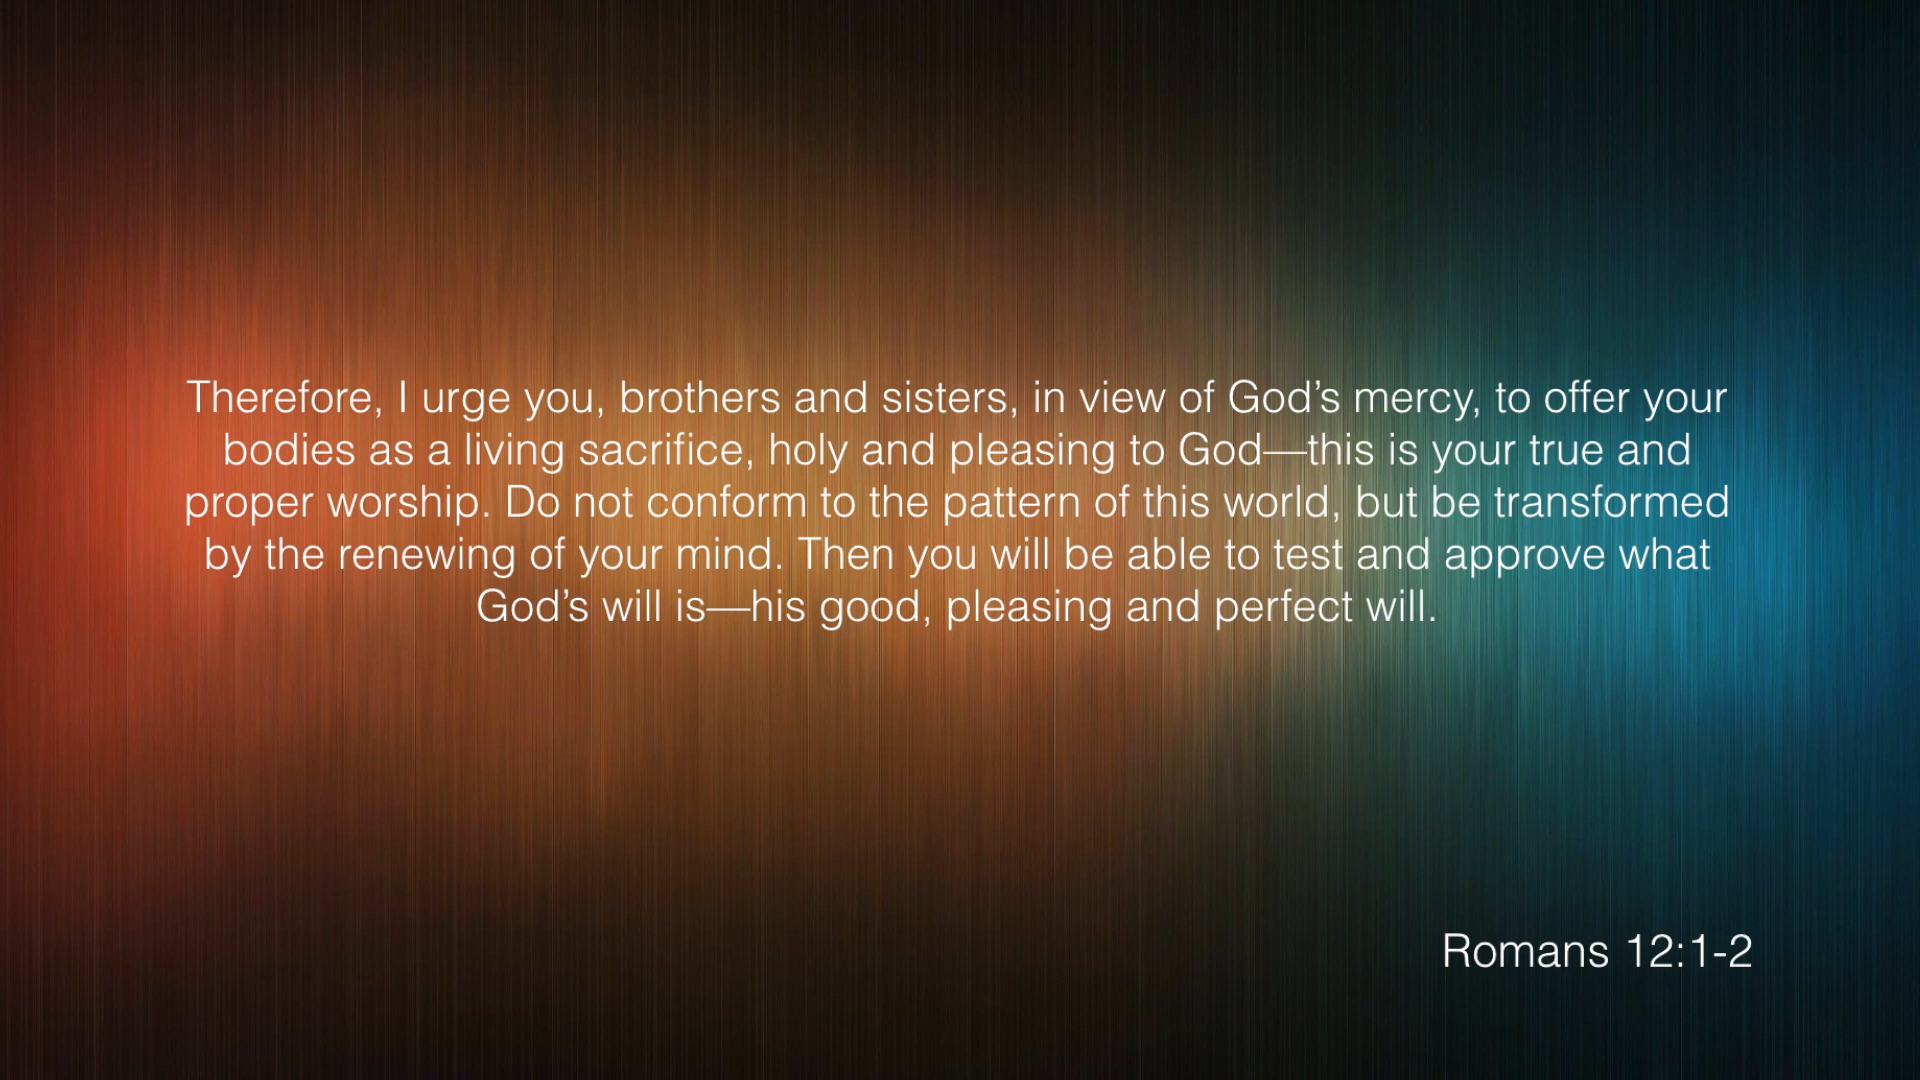 Therefore, I urge you, brothers and sisters, in view of God’s mercy, to offer your
bodies as a living sacrifice, holy and pleasing to God—this is your true and
proper worship. Do not conform to the pattern of this world, but be transformed
by the renewing of your mind. Then you will be able to test and approve what
God’s will is—his good, pleasing and perfect will.
Romans 12:1-2